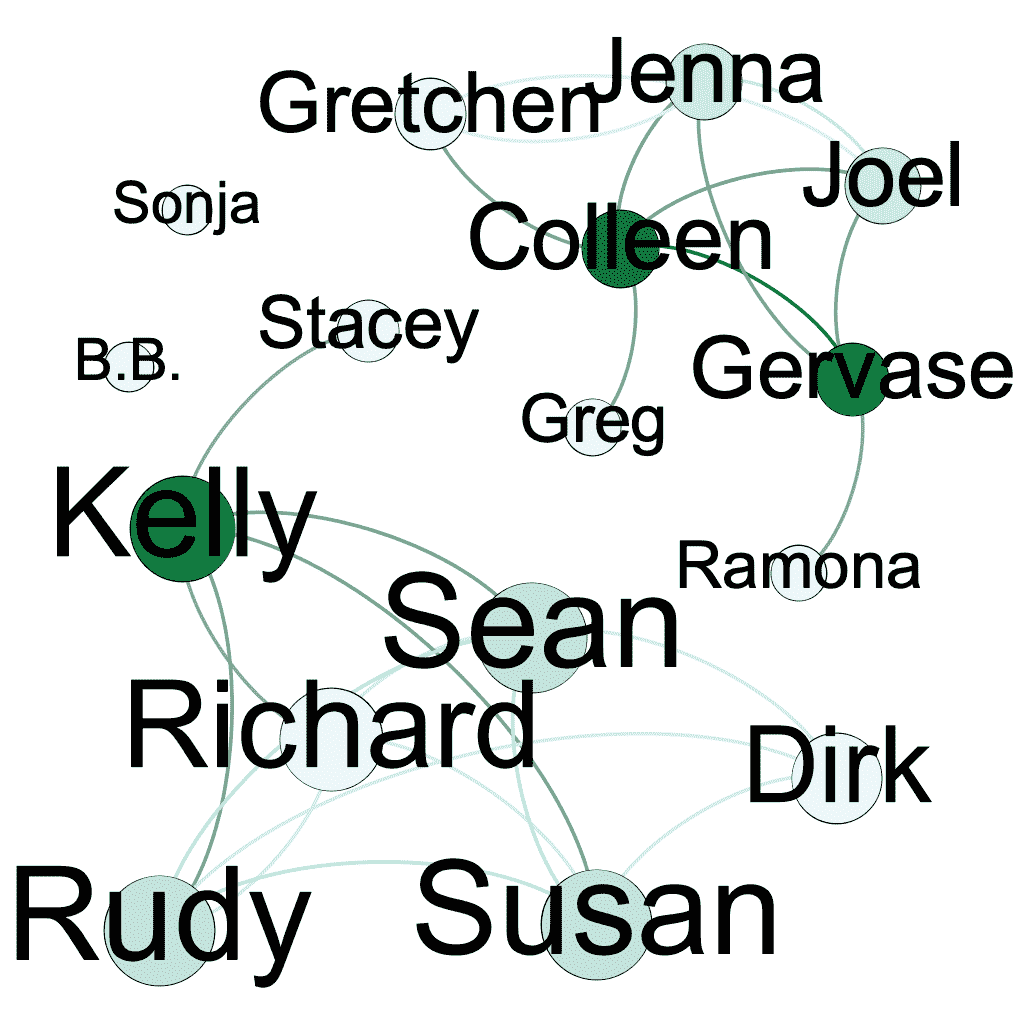 Jenna
Gretchen
Joel
Sonja
Colleen
Stacey
B.B.
Gervase
Greg
Kelly
Ramona
Sean
Richard
Dirk
Rudy
Susan